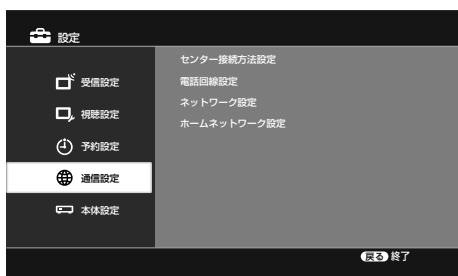 設定
受信設定
視聴設定
予約設定
通信設定
本体設定
センター接続方法設定
電話回線設定
ネットワーク設定
ホームネットワーク設定
戻る 終了